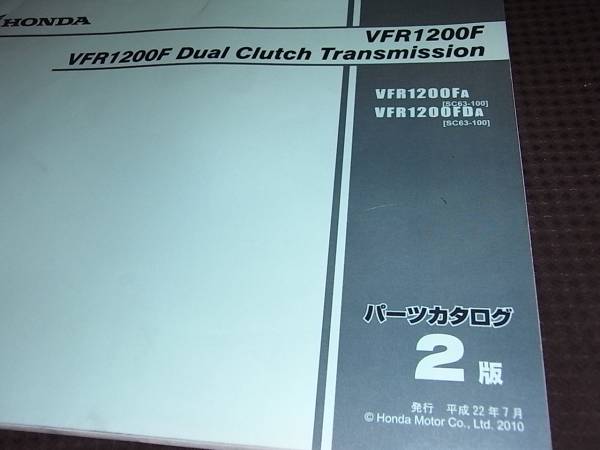 HONDA
VFR1200F
VFR1200F Dual Clutch Transmission
VFR1200FA
[SC63-100]
VFR1200FDA
[SC63-100]
パーツカタログ
2版
発行 平成22年7月
© Honda Motor Co., Ltd. 2010